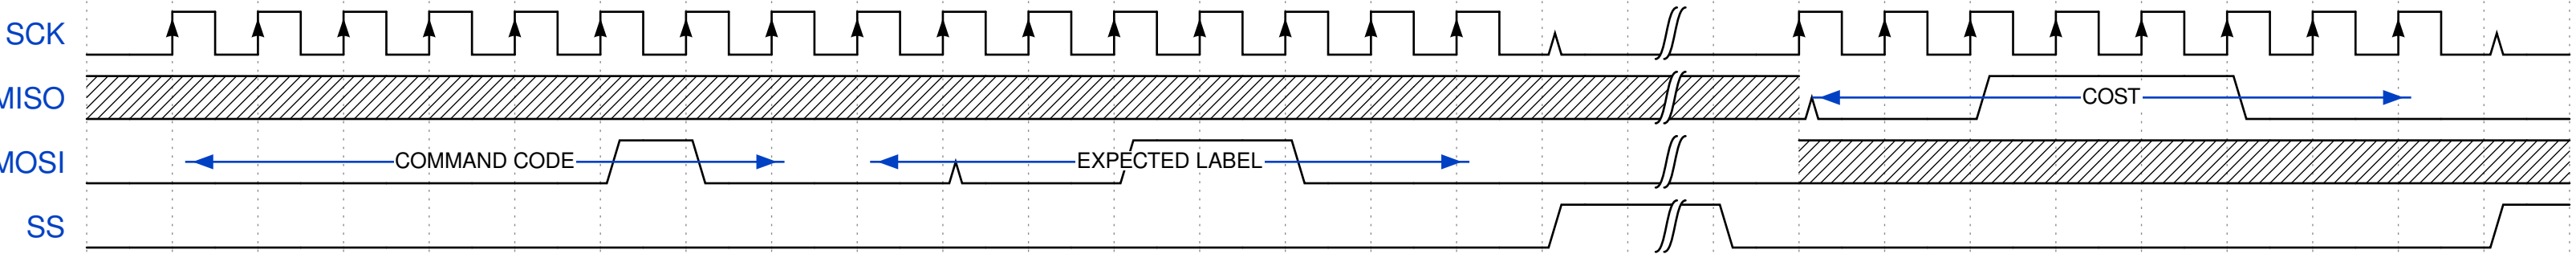 SCK
MISO
COST
MOSI
COMMAND CODE
EXPECTED LABEL
SS